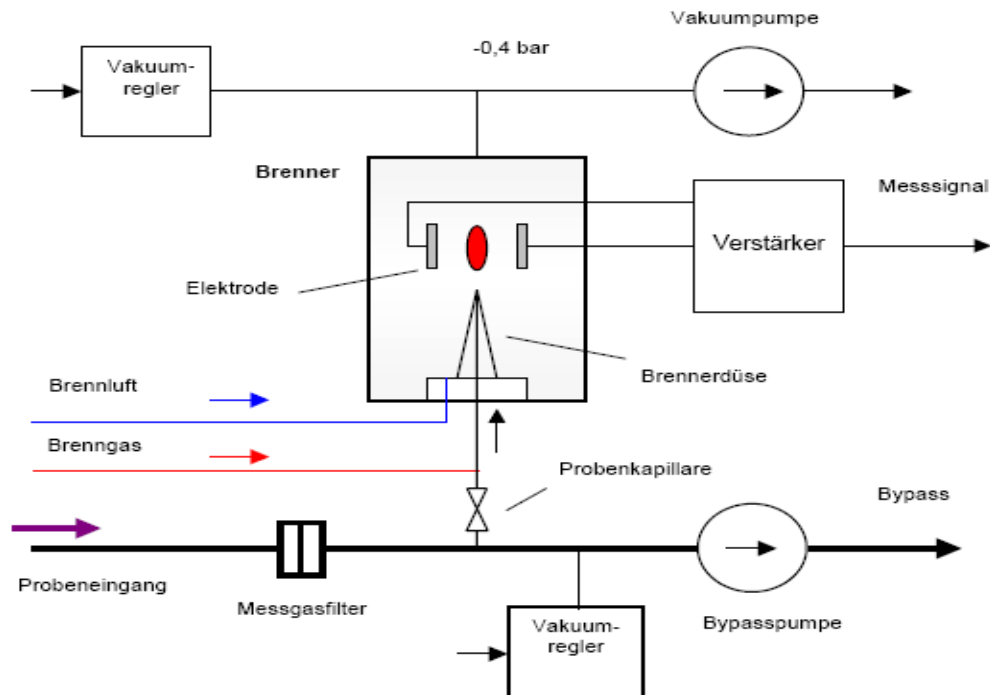 Vakuumpumpe
-0,4 bar
Vakuum-
regler
Brenner
Messsignal
Verstärker
Elektrode
Brennerdüse
Brennluft
Brenngas
Probenkapillare
Bypass
Probeneingang
Messgasfilter
Vakuum-
regler
Bypasspumpe